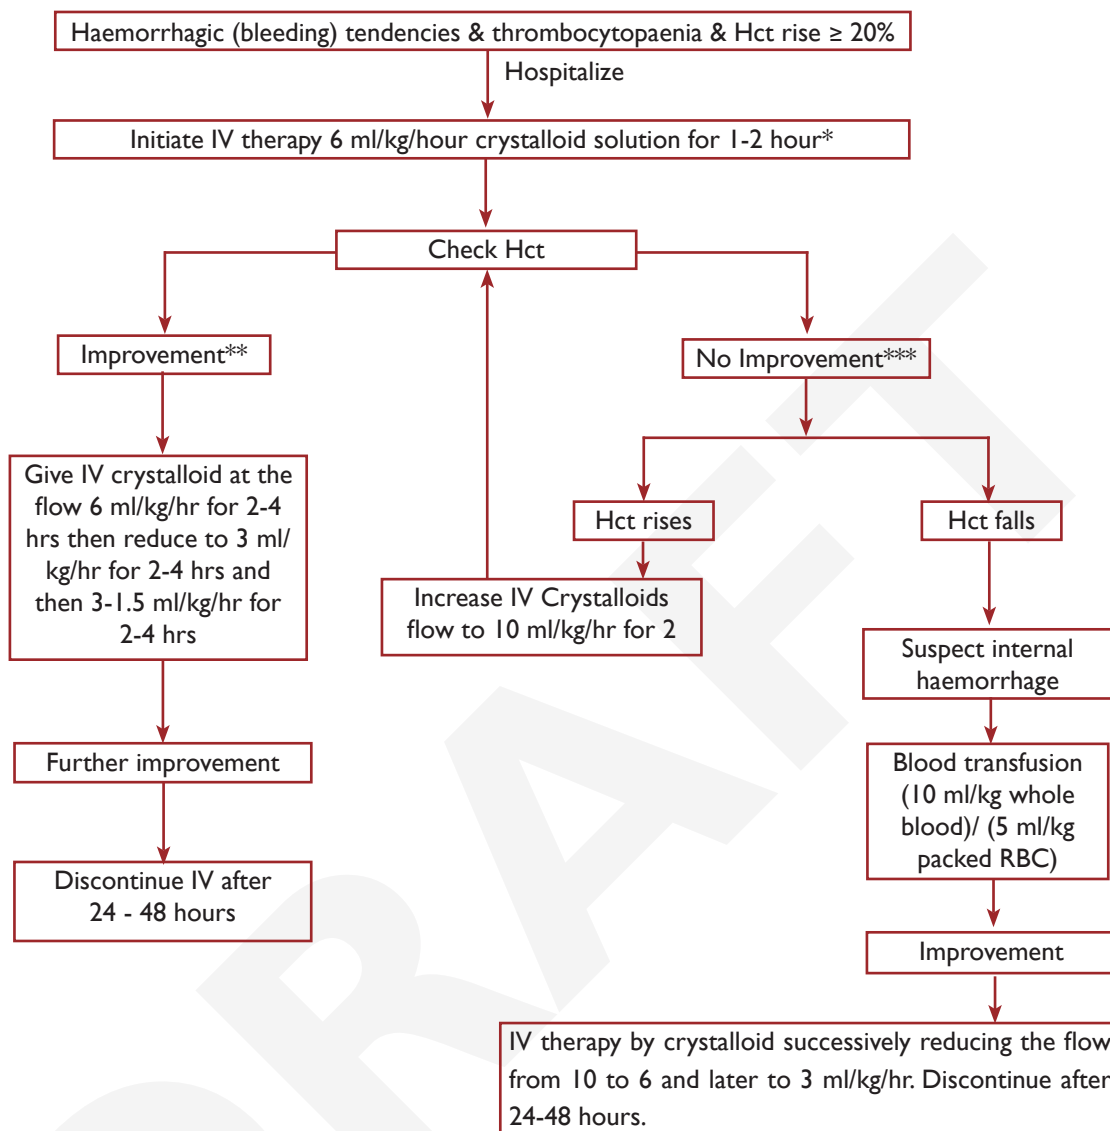 Haemorrhagic (bleeding) tendencies & thrombocytopaenia & Hct rise ≥ 20%
Hospitalize
Initiate IV therapy 6 ml/kg/hour crystalloid solution for 1-2 hour*
Check Hct
Improvement**
No Improvement***
Give IV crystalloid at the
flow 6 ml/kg/hr for 2-4
hrs then reduce to 3 ml/
kg/hr for 2-4 hrs and
then 3-1.5 ml/kg/hr for
2-4 hrs
Hct rises
Hct falls
Increase IV Crystalloids
flow to 10 ml/kg/hr for 2
Suspect internal
haemorrhage
Further improvement
Blood transfusion
(10 ml/kg whole
blood)/ (5 ml/kg
packed RBC)
Discontinue IV after
24 - 48 hours
Improvement
IV therapy by crystalloid successively reducing the flow
from 10 to 6 and later to 3 ml/kg/hr. Discontinue after
24-48 hours.
DRAFT